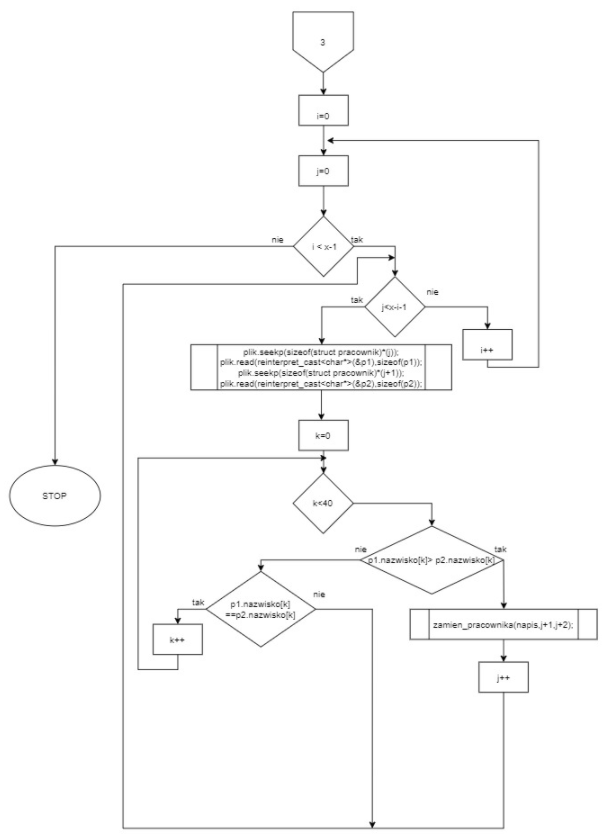 3
i=0
j=0
nie
i < x-1
tak
nie
tak
j<x-i-1
i++
plik.seekp(sizeof(struct pracownik)*(j));
plik.read(reinterpret_cast<char*>(&p1),sizeof(p1));
plik.seekp(sizeof(struct pracownik)*(j+1));
plik.read(reinterpret_cast<char*>(&p2),sizeof(p2));
k=0
STOP
k<40
nie
tak
p1.nazwisko[k]> p2.nazwisko[k]
tak
nie
p1.nazwisko[k]
==p2.nazwisko[k]
zamien_pracownika(napis,j+1,j+2);
k++
j++